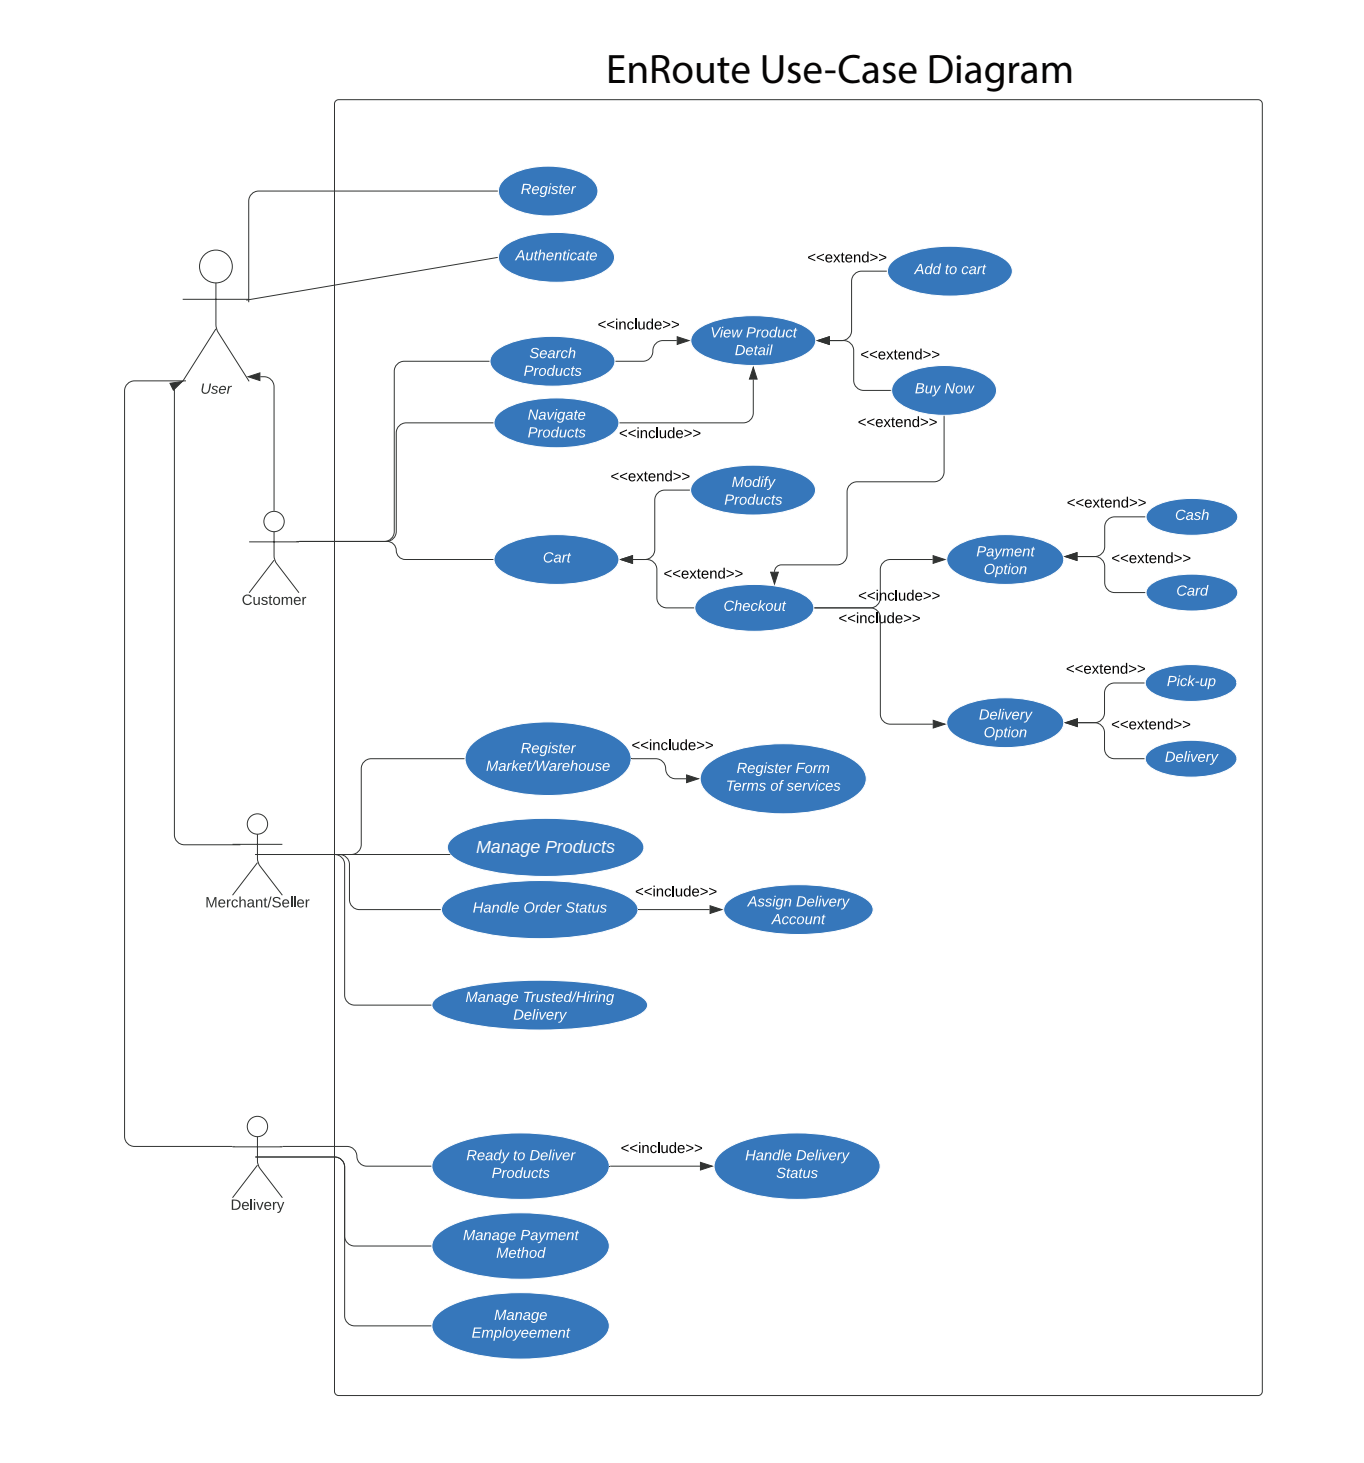 EnRoute Use-Case Diagram
Register
Authenticate
<<extend>>
Add to cart
<<include>>
View Product
Detail
Search
Products
<<extend>>
User
Buy Now
Navigate
Products
<<include>>
<<extend>>
<<extend>>
Modify
Products
<<extend>>
Cash
Cart
Payment
Option
<<extend>>
<<extend>>
Card
Customer
Checkout
<<include>>
<<include>>
<<extend>>
Pick-up
Delivery
Option
<<extend>>
Delivery
Register
Market/Warehouse
<<include>>
Register Form
Terms of services
Manage Products
Merchant/Seller
Handle Order Status
<<include>>
Assign Delivery
Account
Manage Trusted/Hiring
Delivery
Delivery
Ready to Deliver
Products
<<include>>
Handle Delivery
Status
Manage Payment
Method
Manage
Employeement